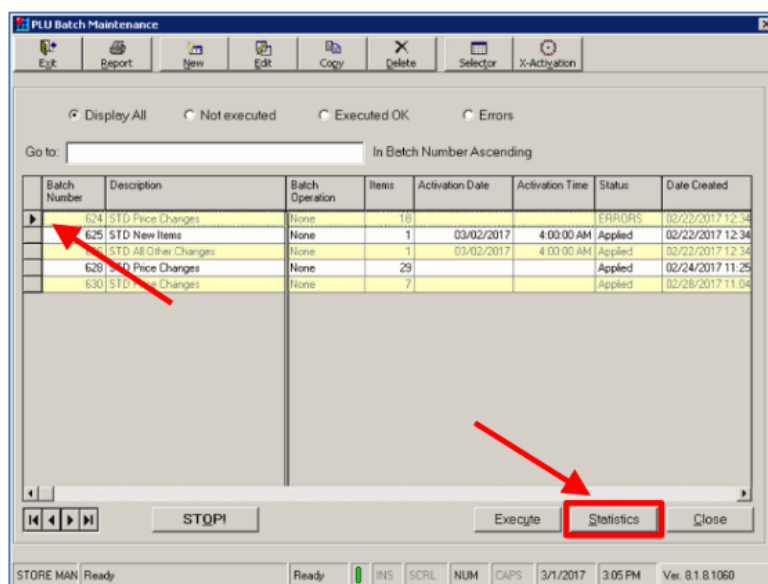 PLU Batch Maintenance
Exit Report New Edit Copy Delete Selector X-Activation
Display All Not executed Executed OK Errors
Go to: In Batch Number Ascending
Batch Number Description Batch Operation Items Activation Date Activation Time Status Date Created
624 STD Price Changes None 18 ERRORS 02/22/2017 12:34
625 STD New Items None 1 03/02/2017 4:00:00 AM Applied 02/22/2017 12:34
STD All Other Changes None 1 03/02/2017 4:00:00 AM Applied 02/22/2017 12:34
628 STD Price Changes None 29 Applied 02/24/2017 11:25
630 STD Price Changes None 7 Applied 02/28/2017 11:04
STOP! Execute Statistics Close
STORE MAN Ready Ready INS SCRL NUM CAPS 3/1/2017 3:05 PM Ver. 8.1.8.1060